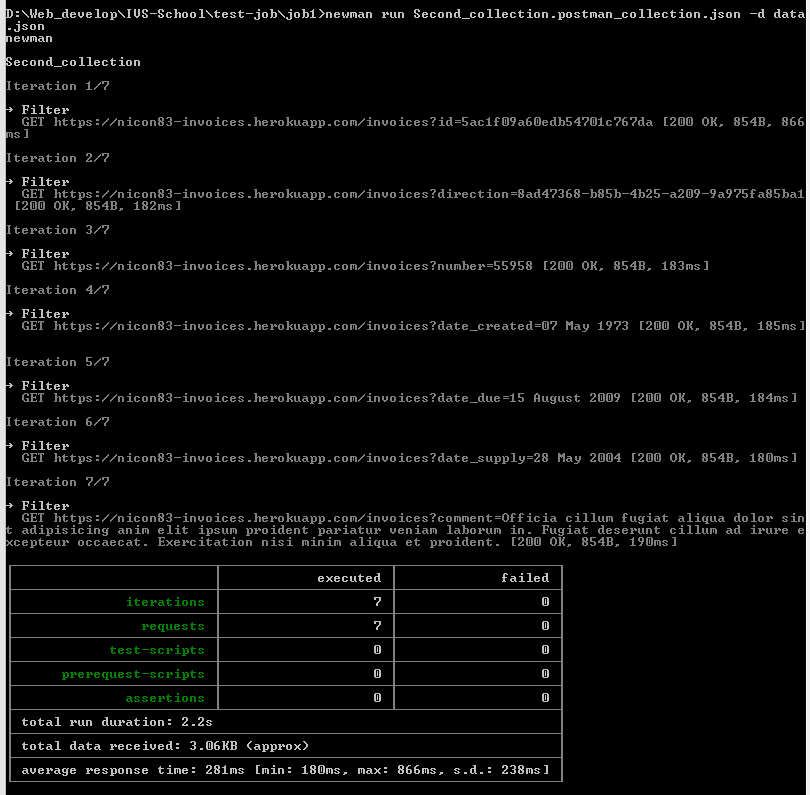 D:\Web_develop\IVS-School\test-job\job1>newman run Second_collection.postman_collection.json -d data
.json
newman
Second_collection
Iteration 1/7
→ Filter
GET https://nicon83-invoices.herokuapp.com/invoices?id=5ac1f09a60edb54701c767da [200 OK, 854B, 866
ms]
Iteration 2/7
→ Filter
GET https://nicon83-invoices.herokuapp.com/invoices?direction=8ad47368-b85b-4b25-a209-9a975fa85ba1
[200 OK, 854B, 182ms]
Iteration 3/7
→ Filter
GET https://nicon83-invoices.herokuapp.com/invoices?number=55958 [200 OK, 854B, 183ms]
Iteration 4/7
→ Filter
GET https://nicon83-invoices.herokuapp.com/invoices?date_created=07 May 1973 [200 OK, 854B, 185ms]
Iteration 5/7
→ Filter
GET https://nicon83-invoices.herokuapp.com/invoices?date_due=15 August 2009 [200 OK, 854B, 184ms]
Iteration 6/7
→ Filter
GET https://nicon83-invoices.herokuapp.com/invoices?date_supply=28 May 2004 [200 OK, 854B, 180ms]
Iteration 7/7
→ Filter
GET https://nicon83-invoices.herokuapp.com/invoices?comment=Officia cillum fugiat aliqua dolor sin
t adipisicing anim elit ipsum proident pariatur veniam laborum in. Fugiat deserunt cillum ad irure e
xcepteur occaecat. Exercitation nisi minim aliqua et proident. [200 OK, 854B, 190ms]
executed failed
iterations 7 0
requests 7 0
test-scripts 0 0
prerequest-scripts 0 0
assertions 0 0
total run duration: 2.2s
total data received: 3.06KB (approx)
average response time: 281ms [min: 180ms, max: 866ms, s.d.: 238ms]